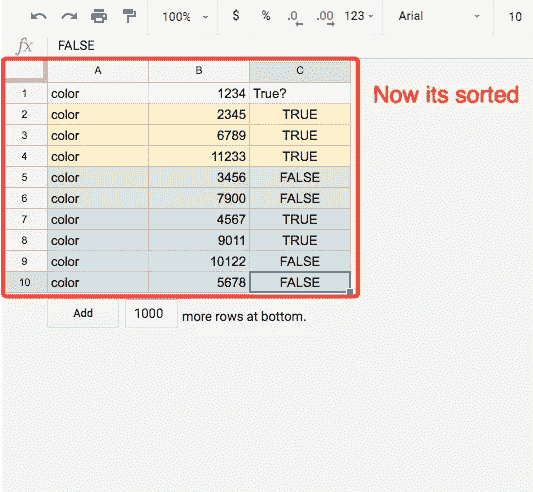 100% $ % .0 .00 123 Arial 10
fx FALSE
A B C
1 color 1234 True?
2 color 2345 TRUE
3 color 6789 TRUE
4 color 11233 TRUE
5 color 3456 FALSE
6 color 7900 FALSE
7 color 4567 TRUE
8 color 9011 TRUE
9 color 10122 FALSE
10 color 5678 FALSE
Now its sorted
Add 1000 more rows at bottom.